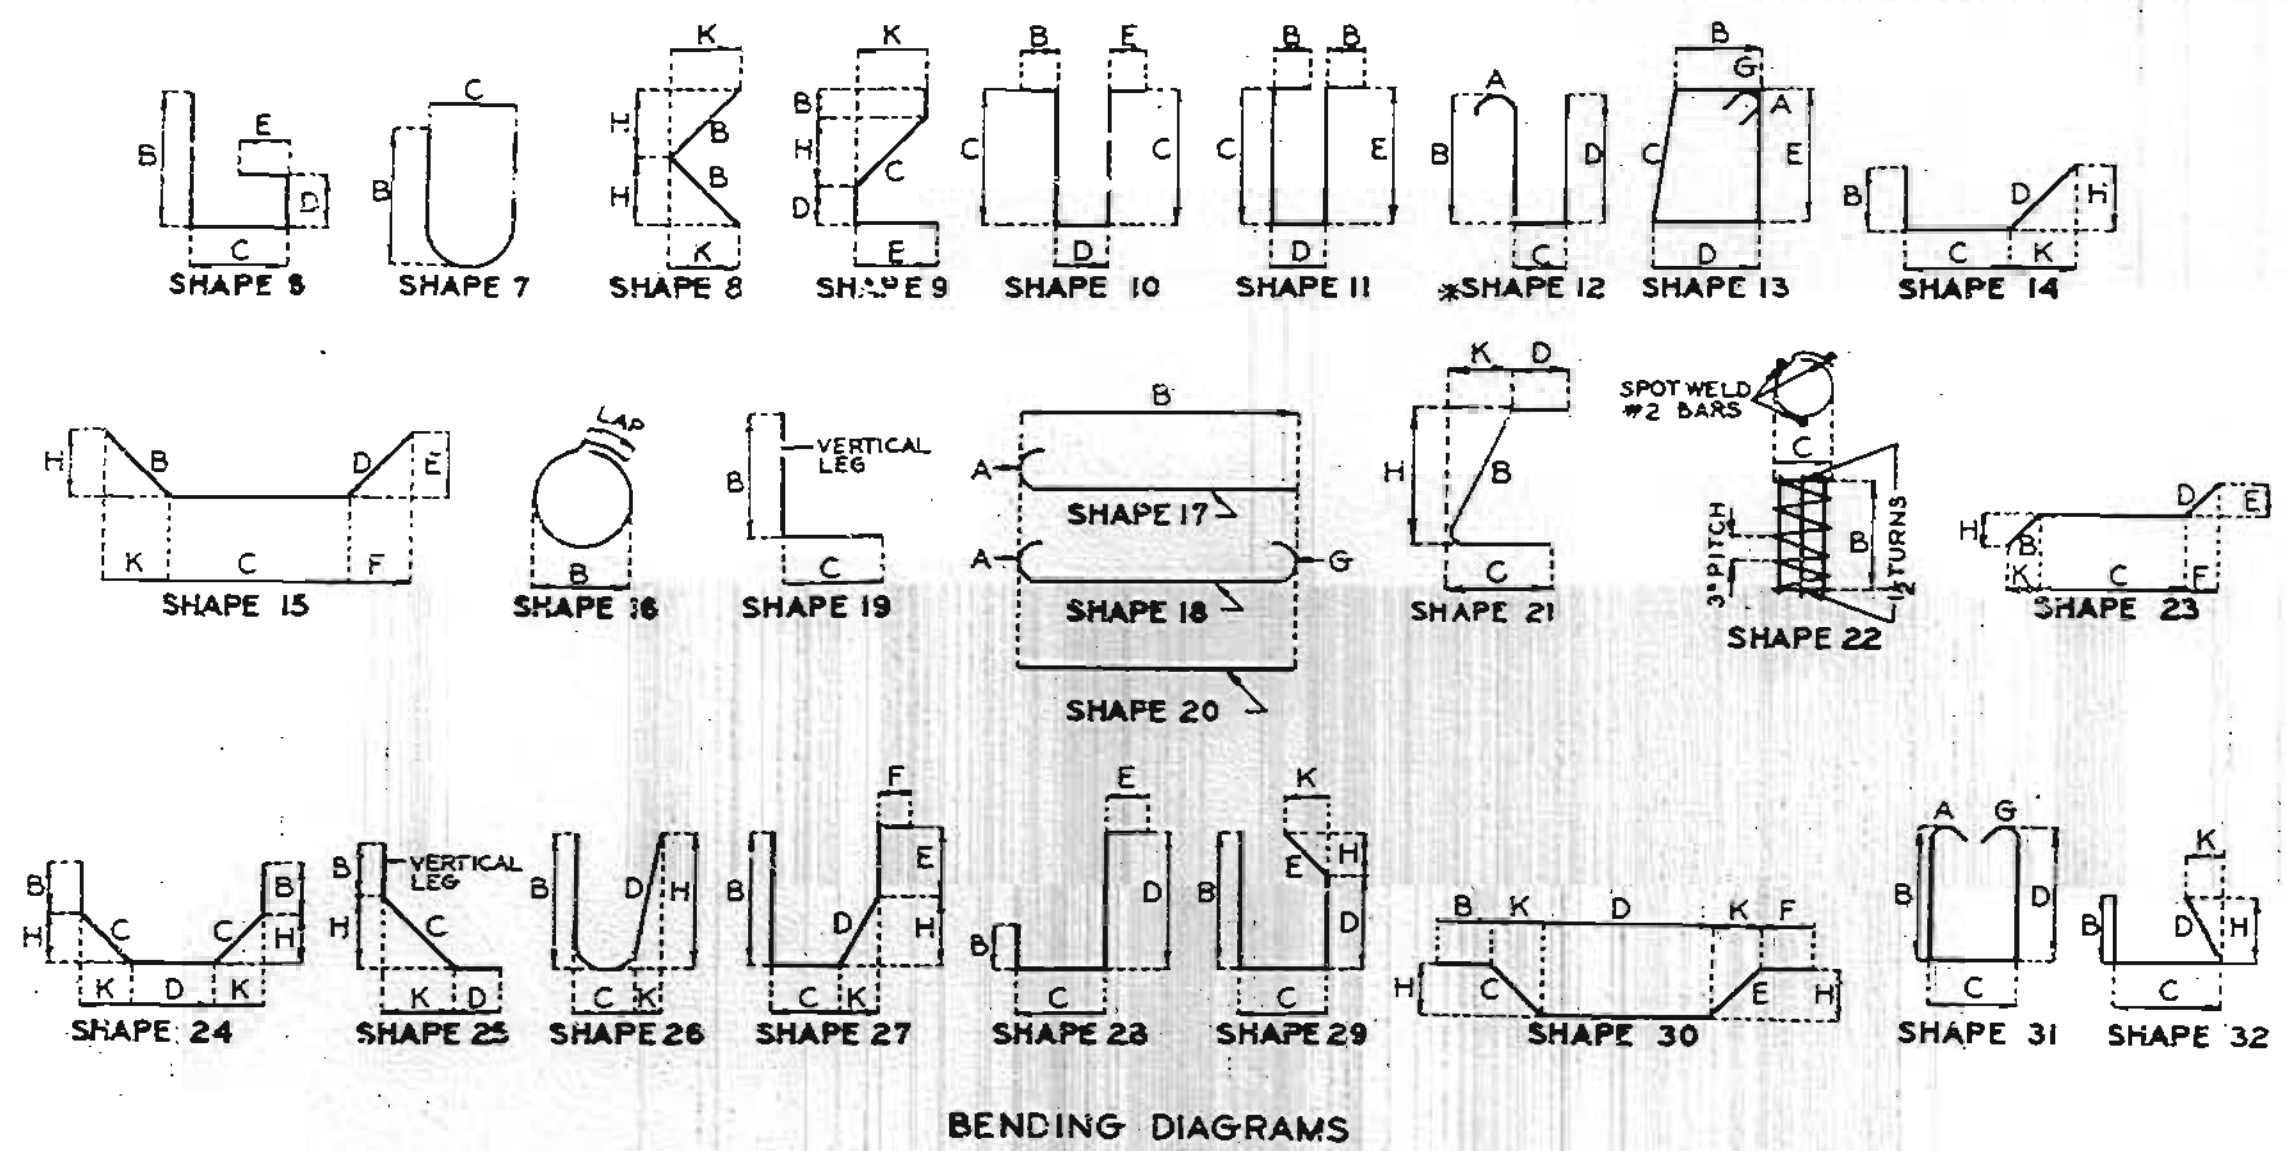 K K B E B B B
C A G
B E D H B B C C C E B D C A E B D H
B H D B K E D D C D C K
SHAPE 6 SHAPE 7 SHAPE 8 SHAPE 9 SHAPE 10 SHAPE 11 *SHAPE 12 SHAPE 13 SHAPE 14
K D
LAP B SPOT WELD
#2 BARS
C
H B D E VERTICAL
LEG
B A H B 3" PITCH B 1½ TURNS D E
H B
SHAPE 17
K C F B C A G C K C F
SHAPE 15 SHAPE 16 SHAPE 19 SHAPE 18 SHAPE 21 SHAPE 22 SHAPE 23
SHAPE 20
F E K
A G
K
B B B VERTICAL
LEG
B D H B E B D B E H B K D K F B D B D H
H C C H H C D H D H C E H
K D K K D C K C K C C C C
SHAPE 24 SHAPE 25 SHAPE 26 SHAPE 27 SHAPE 28 SHAPE 29 SHAPE 30 SHAPE 31 SHAPE 32
BENDING DIAGRAMS